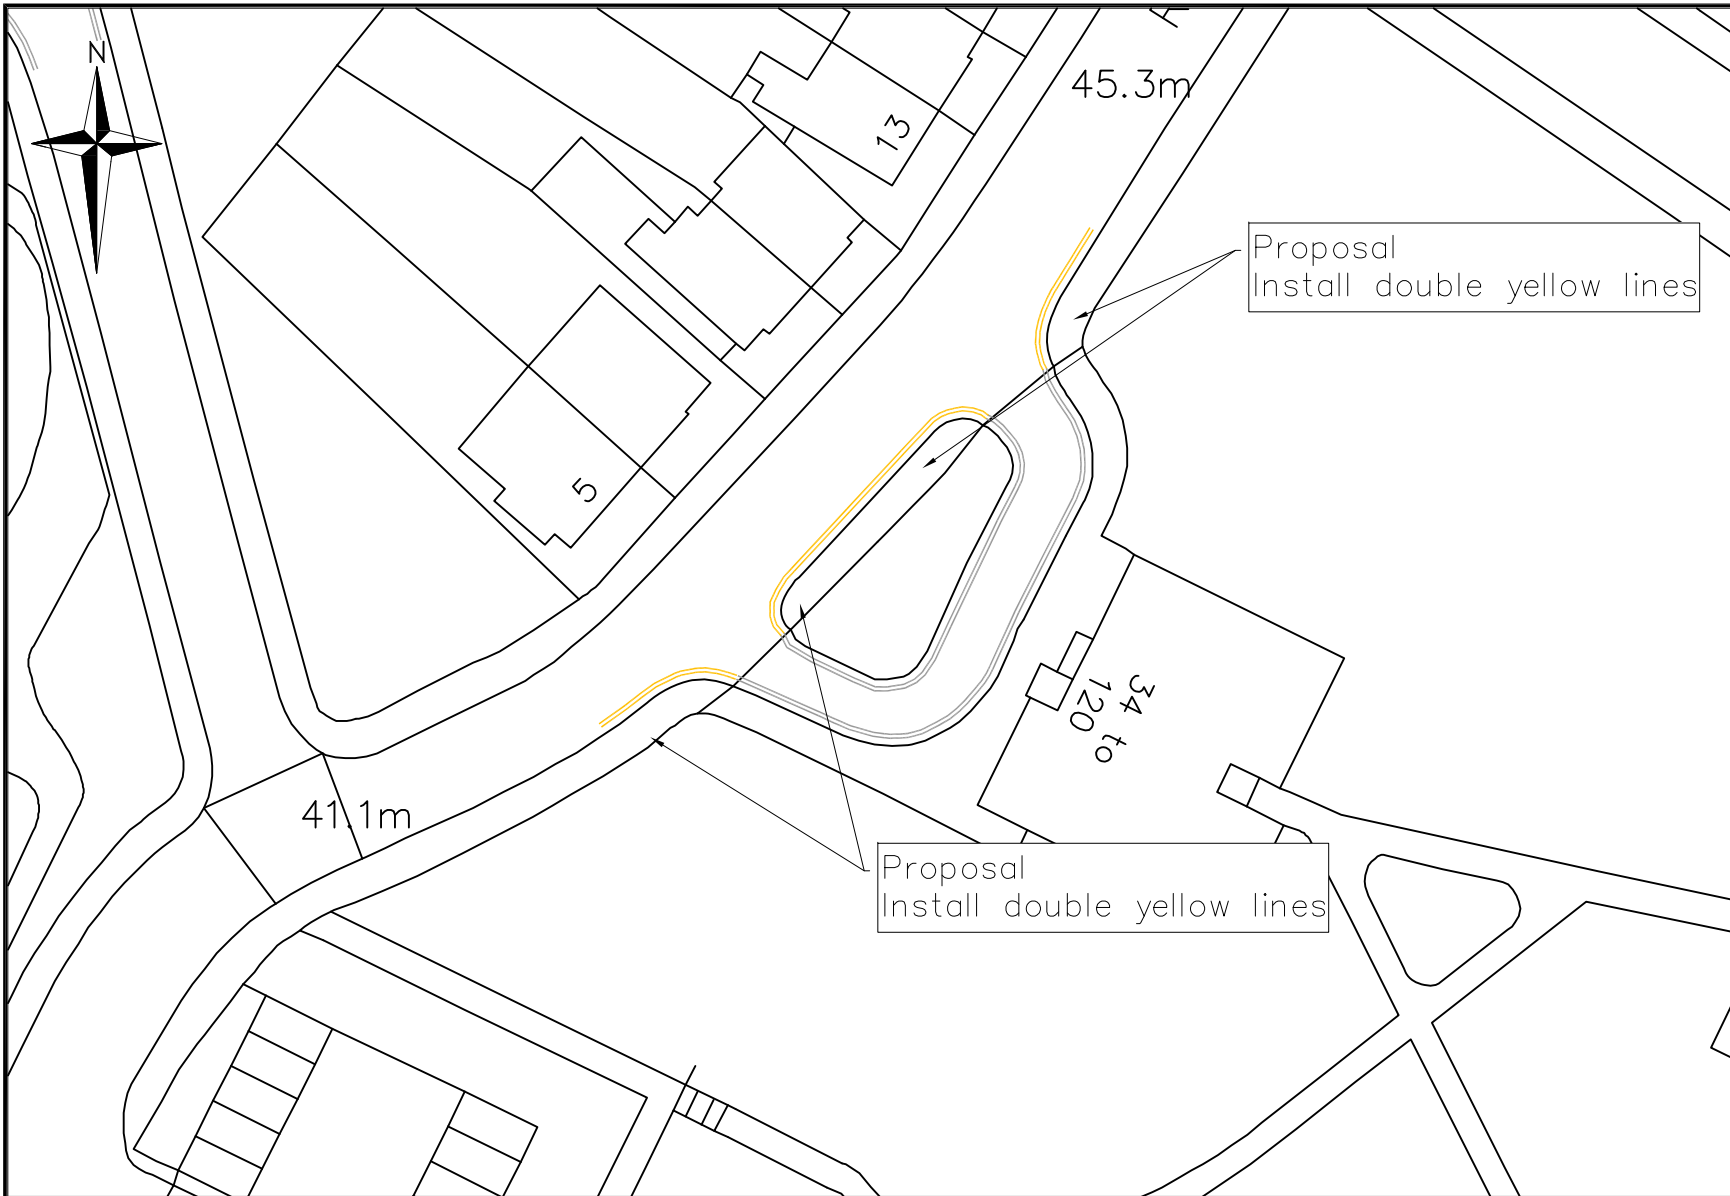 N
45.3m
13
Proposal
Install double yellow lines
5
34 to
120
41.1m
Proposal
Install double yellow lines